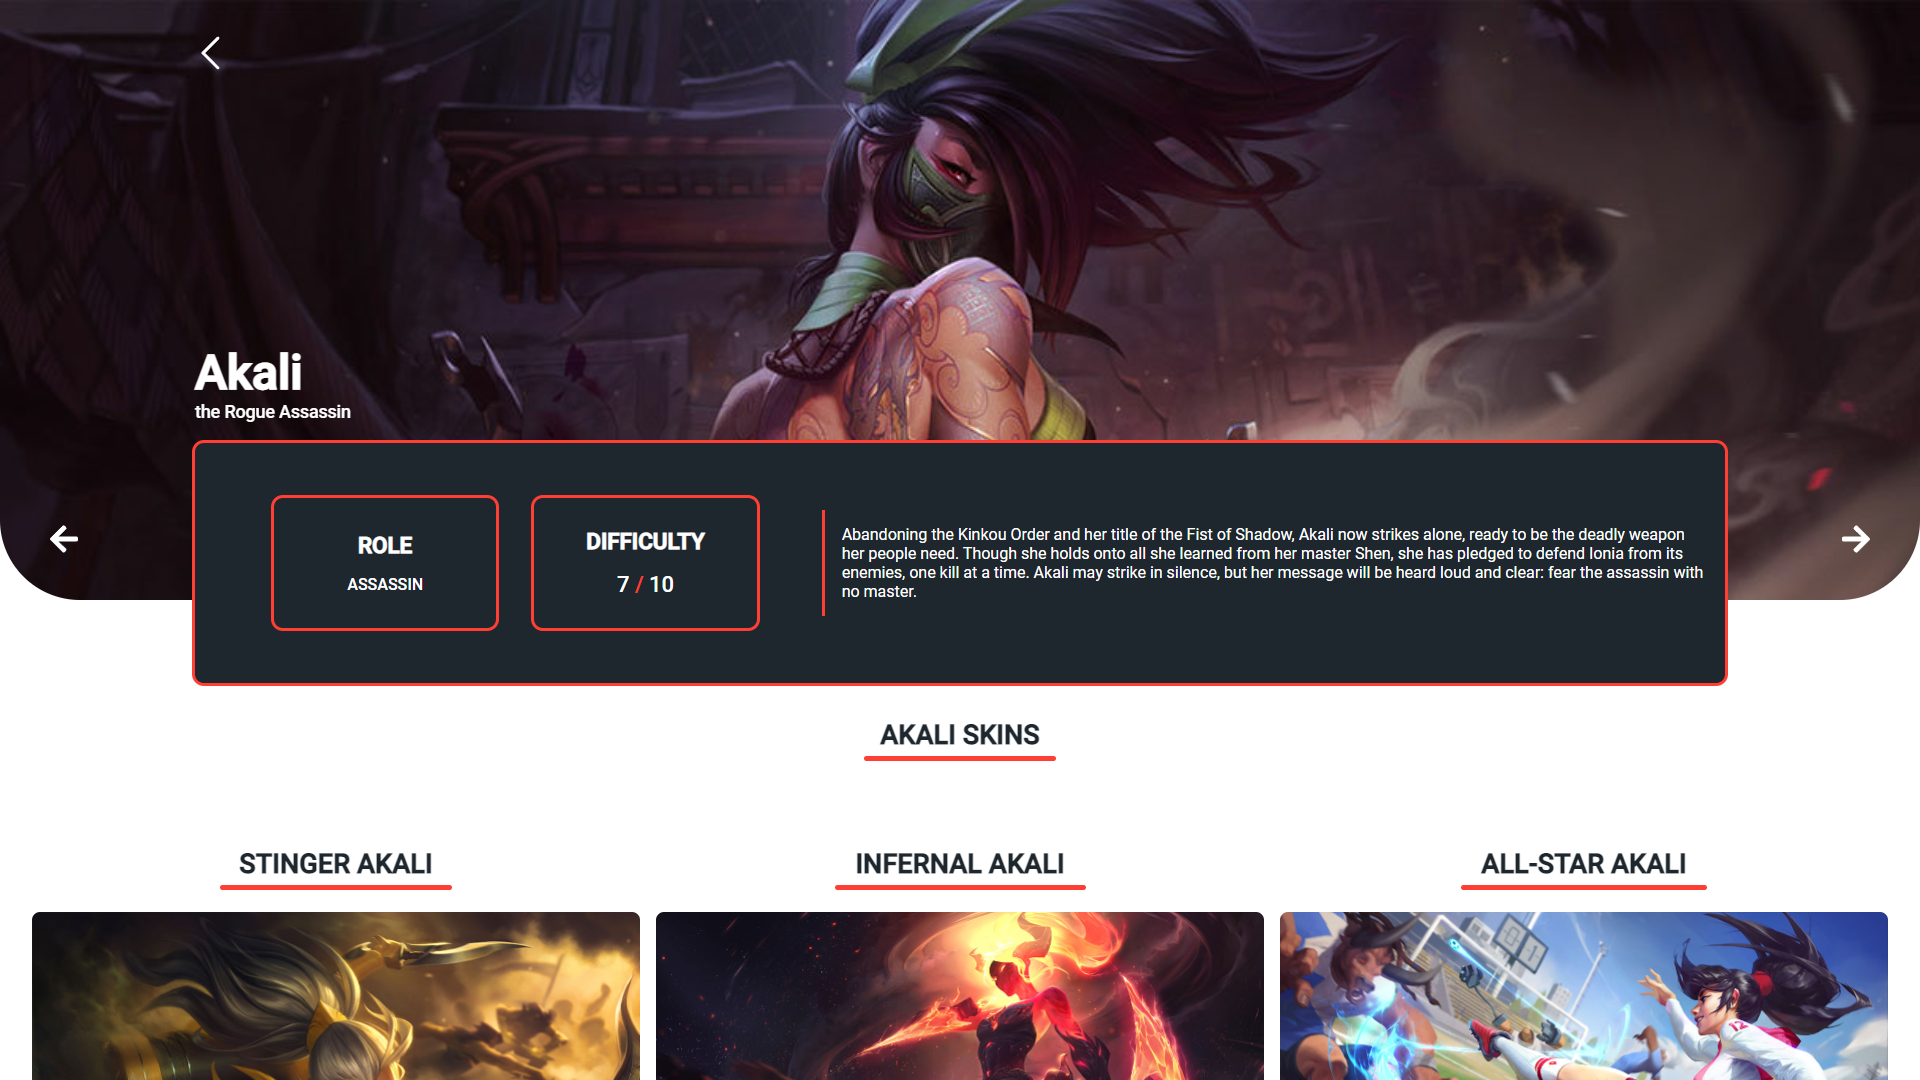 Akali
the Rogue Assassin
ROLE
ASSASSIN
DIFFICULTY
7 / 10
Abandoning the Kinkou Order and her title of the Fist of Shadow, Akali now strikes alone, ready to be the deadly weapon
her people need. Though she holds onto all she learned from her master Shen, she has pledged to defend Ionia from its
enemies, one kill at a time. Akali may strike in silence, but her message will be heard loud and clear: fear the assassin with
no master.
AKALI SKINS
STINGER AKALI
INFERNAL AKALI
ALL-STAR AKALI
12